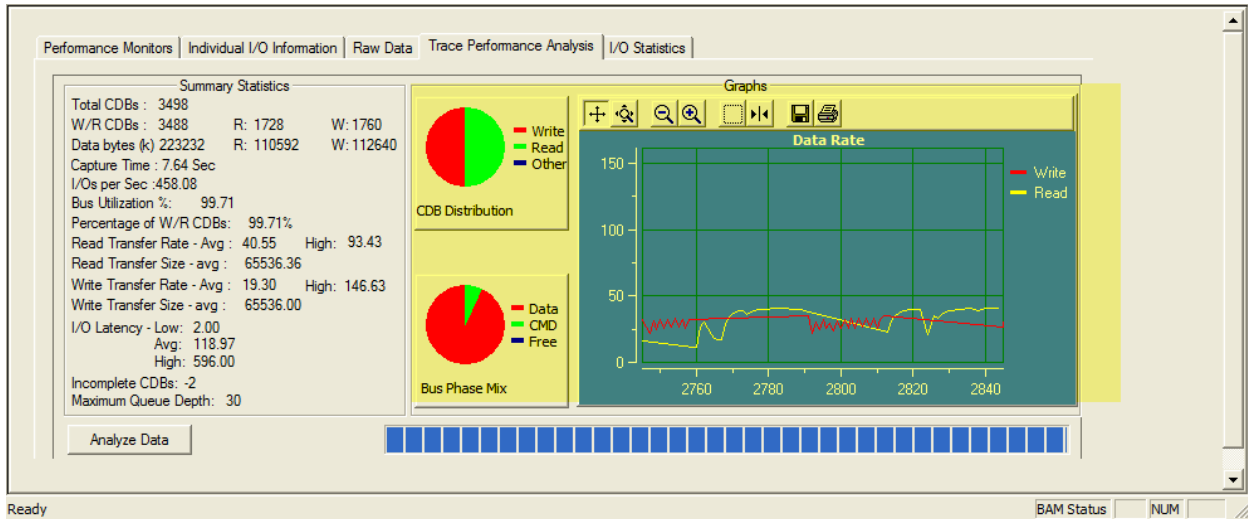 Performance Monitors Individual I/O Information Raw Data Trace Performance Analysis I/O Statistics
Summary Statistics
Total CDBs : 3498
W/R CDBs : 3488 R: 1728 W: 1760
Data bytes (k) 223232 R: 110592 W: 112640
Capture Time : 7.64 Sec
I/Os per Sec :458.08
Bus Utilization %: 99.71
Percentage of W/R CDBs: 99.71%
Read Transfer Rate - Avg : 40.55 High: 93.43
Read Transfer Size - avg : 65536.36
Write Transfer Rate - Avg : 19.30 High: 146.63
Write Transfer Size - avg : 65536.00
I/O Latency - Low: 2.00
Avg: 118.97
High: 596.00
Incomplete CDBs: -2
Maximum Queue Depth: 30
Graphs
Write
Read
Other
CDB Distribution
Data
CMD
Free
Bus Phase Mix
Data Rate
150
100
50
0
2760 2780 2800 2820 2840
Write
Read
Analyze Data
Ready BAM Status NUM